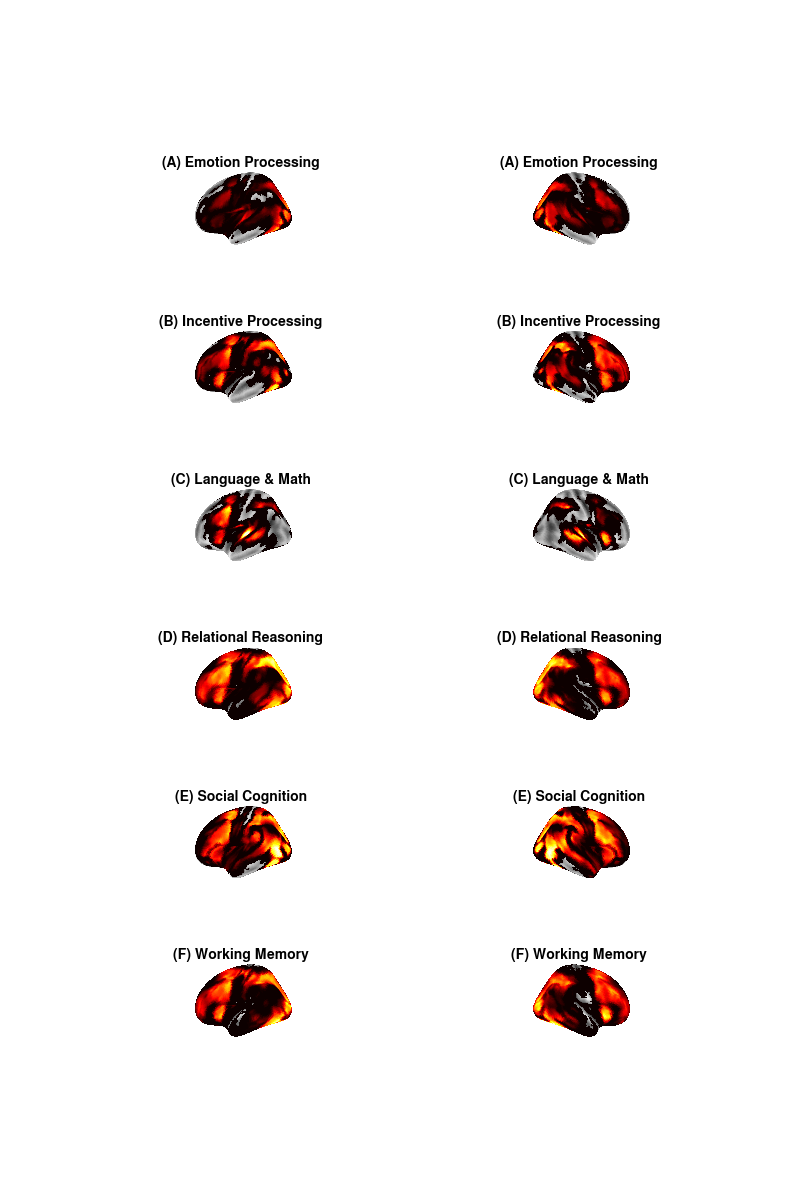 (A) Emotion Processing
(A) Emotion Processing
(B) Incentive Processing
(B) Incentive Processing
(C) Language & Math
(C) Language & Math
(D) Relational Reasoning
(D) Relational Reasoning
(E) Social Cognition
(E) Social Cognition
(F) Working Memory
(F) Working Memory